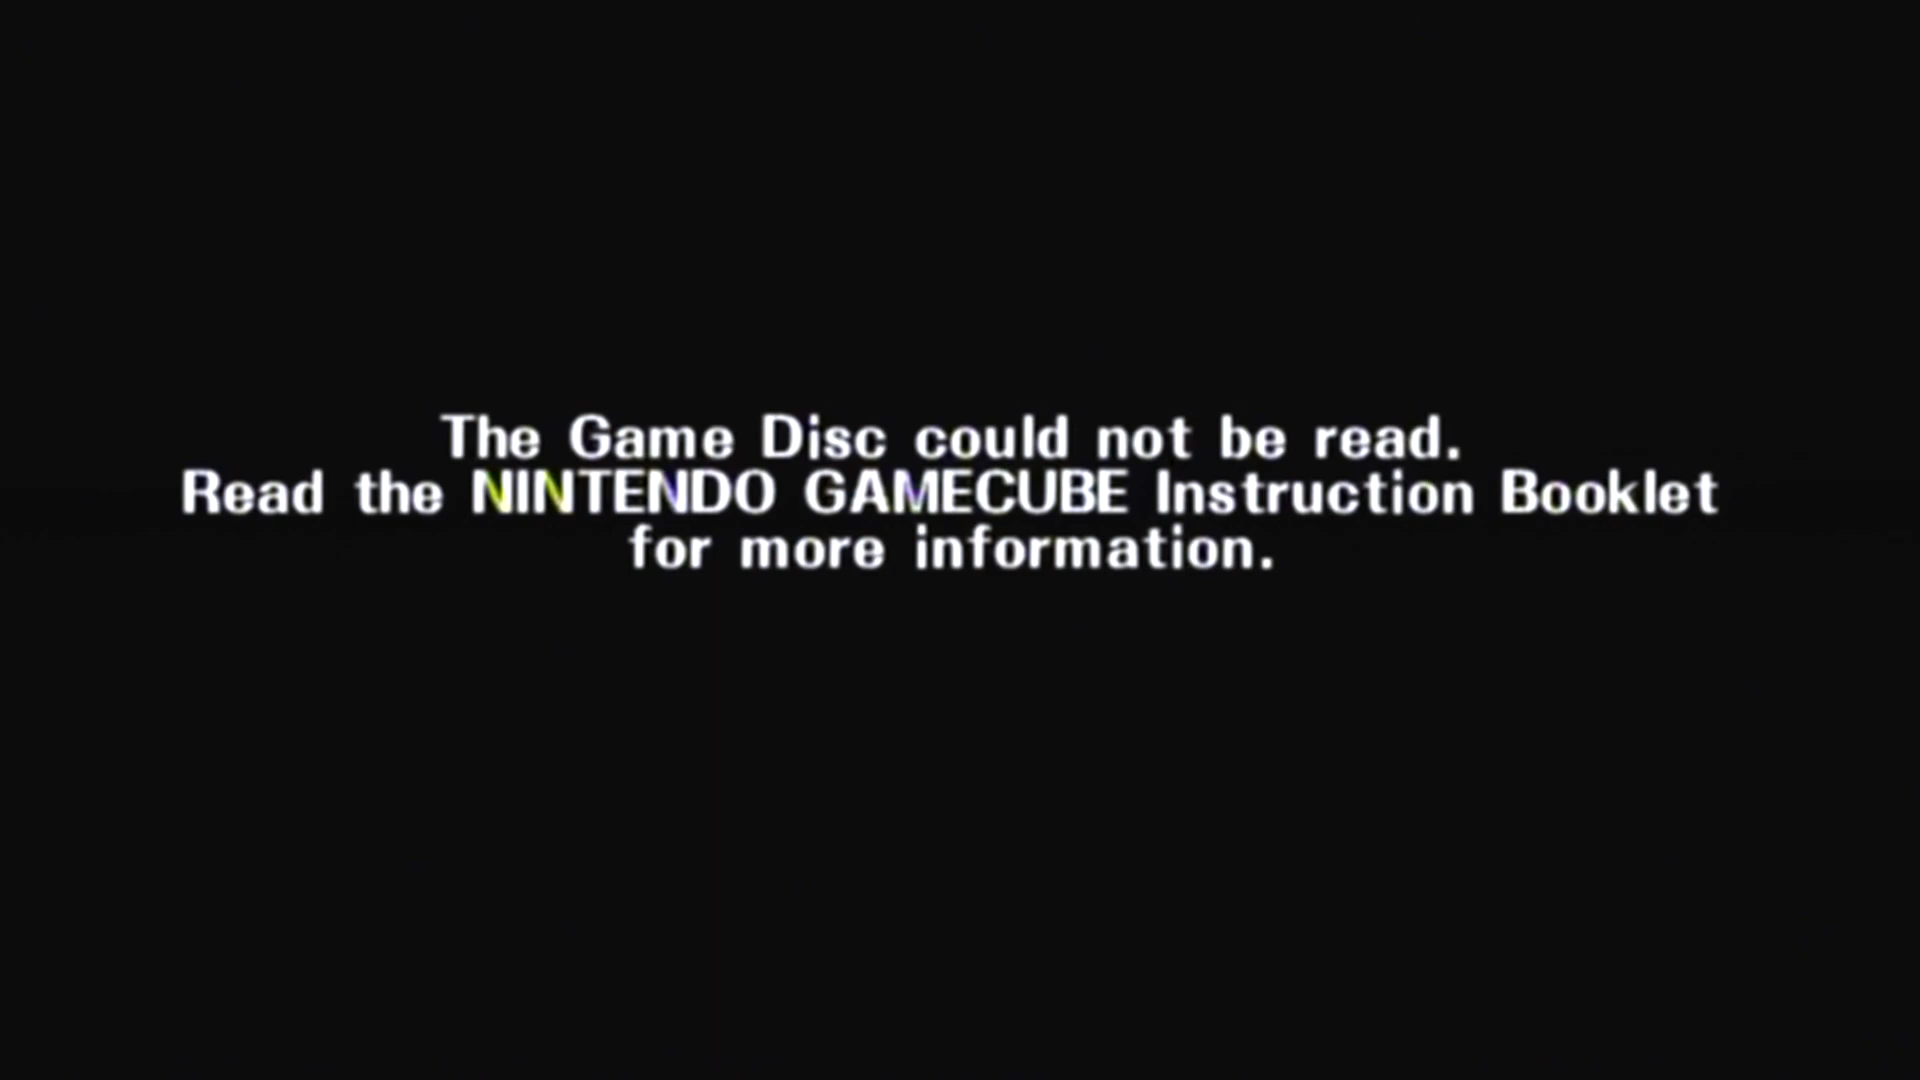 The Game Disc could not be read.
Read the NINTENDO GAMECUBE Instruction Booklet
for more information.